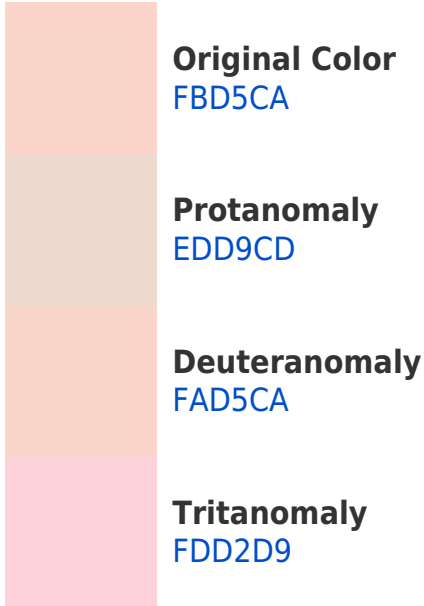 Original Color
FBD5CA
Protanomaly
EDD9CD
Deuteranomaly
FAD5CA
Tritanomaly
FDD2D9